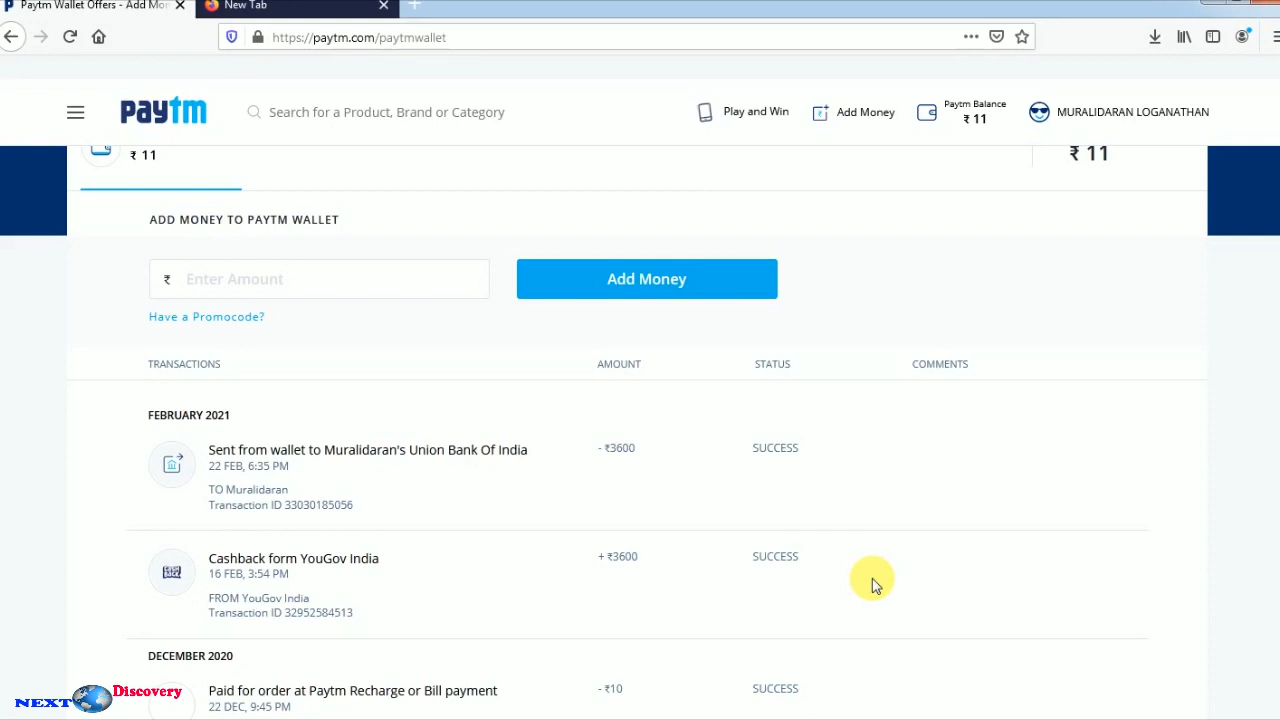 Paytm Wallet Offers - Add Mon
New Tab
https://paytm.com/paytmwallet
paytm
Search for a Product, Brand or Category
Play and Win
Add Money
Paytm Balance
₹ 11
MURALIDARAN LOGANATHAN
₹ 11
₹ 11
ADD MONEY TO PAYTM WALLET
₹ Enter Amount
Add Money
Have a Promocode?
TRANSACTIONS AMOUNT STATUS COMMENTS
FEBRUARY 2021
Sent from wallet to Muralidaran's Union Bank Of India - ₹3600 SUCCESS
22 FEB, 6:35 PM
TO Muralidaran
Transaction ID 33030185056
Cashback form YouGov India + ₹3600 SUCCESS
16 FEB, 3:54 PM
FROM YouGov India
Transaction ID 32952584513
DECEMBER 2020
Paid for order at Paytm Recharge or Bill payment - ₹10 SUCCESS
22 DEC, 9:45 PM
NEXT Discovery